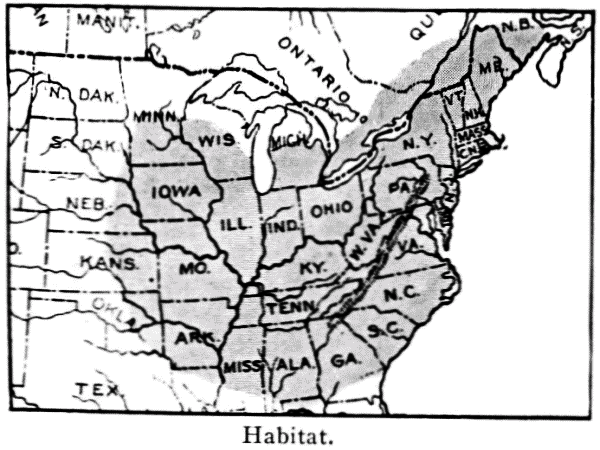 MANIT.
ONTARIO
QU
N.B.
N.S.
ME.
N. DAK.
MINN.
VT.
N.H.
S. DAK.
WIS.
MICH.
N.Y.
MASS.
CN.
IOWA
PA.
NEB.
ILL.
IND.
OHIO
N.J.
W.VA.
VA.
KANS.
MO.
KY.
N.C.
OKLA.
TENN.
ARK.
S.C.
MISS.
ALA.
GA.
TEX.
Habitat.